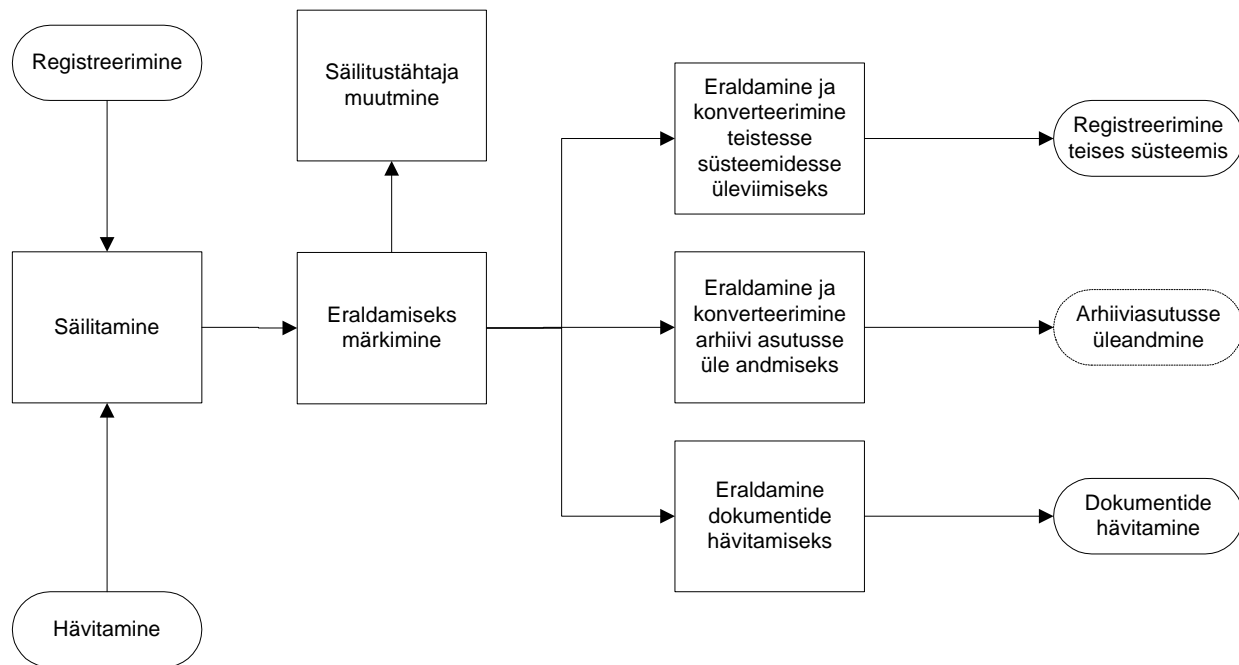 Registreerimine
Säilitustähtaja
muutmine
Eraldamine ja
konverteerimine
teistesse
süsteemidesse
üleviimiseks
Registreerimine
teises süsteemis
Säilitamine
Eraldamiseks
märkimine
Eraldamine ja
konverteerimine
arhiivi asutusse
üle andmiseks
Arhiiviasutusse
üleandmine
Eraldamine
dokumentide
hävitamiseks
Dokumentide
hävitamine
Hävitamine